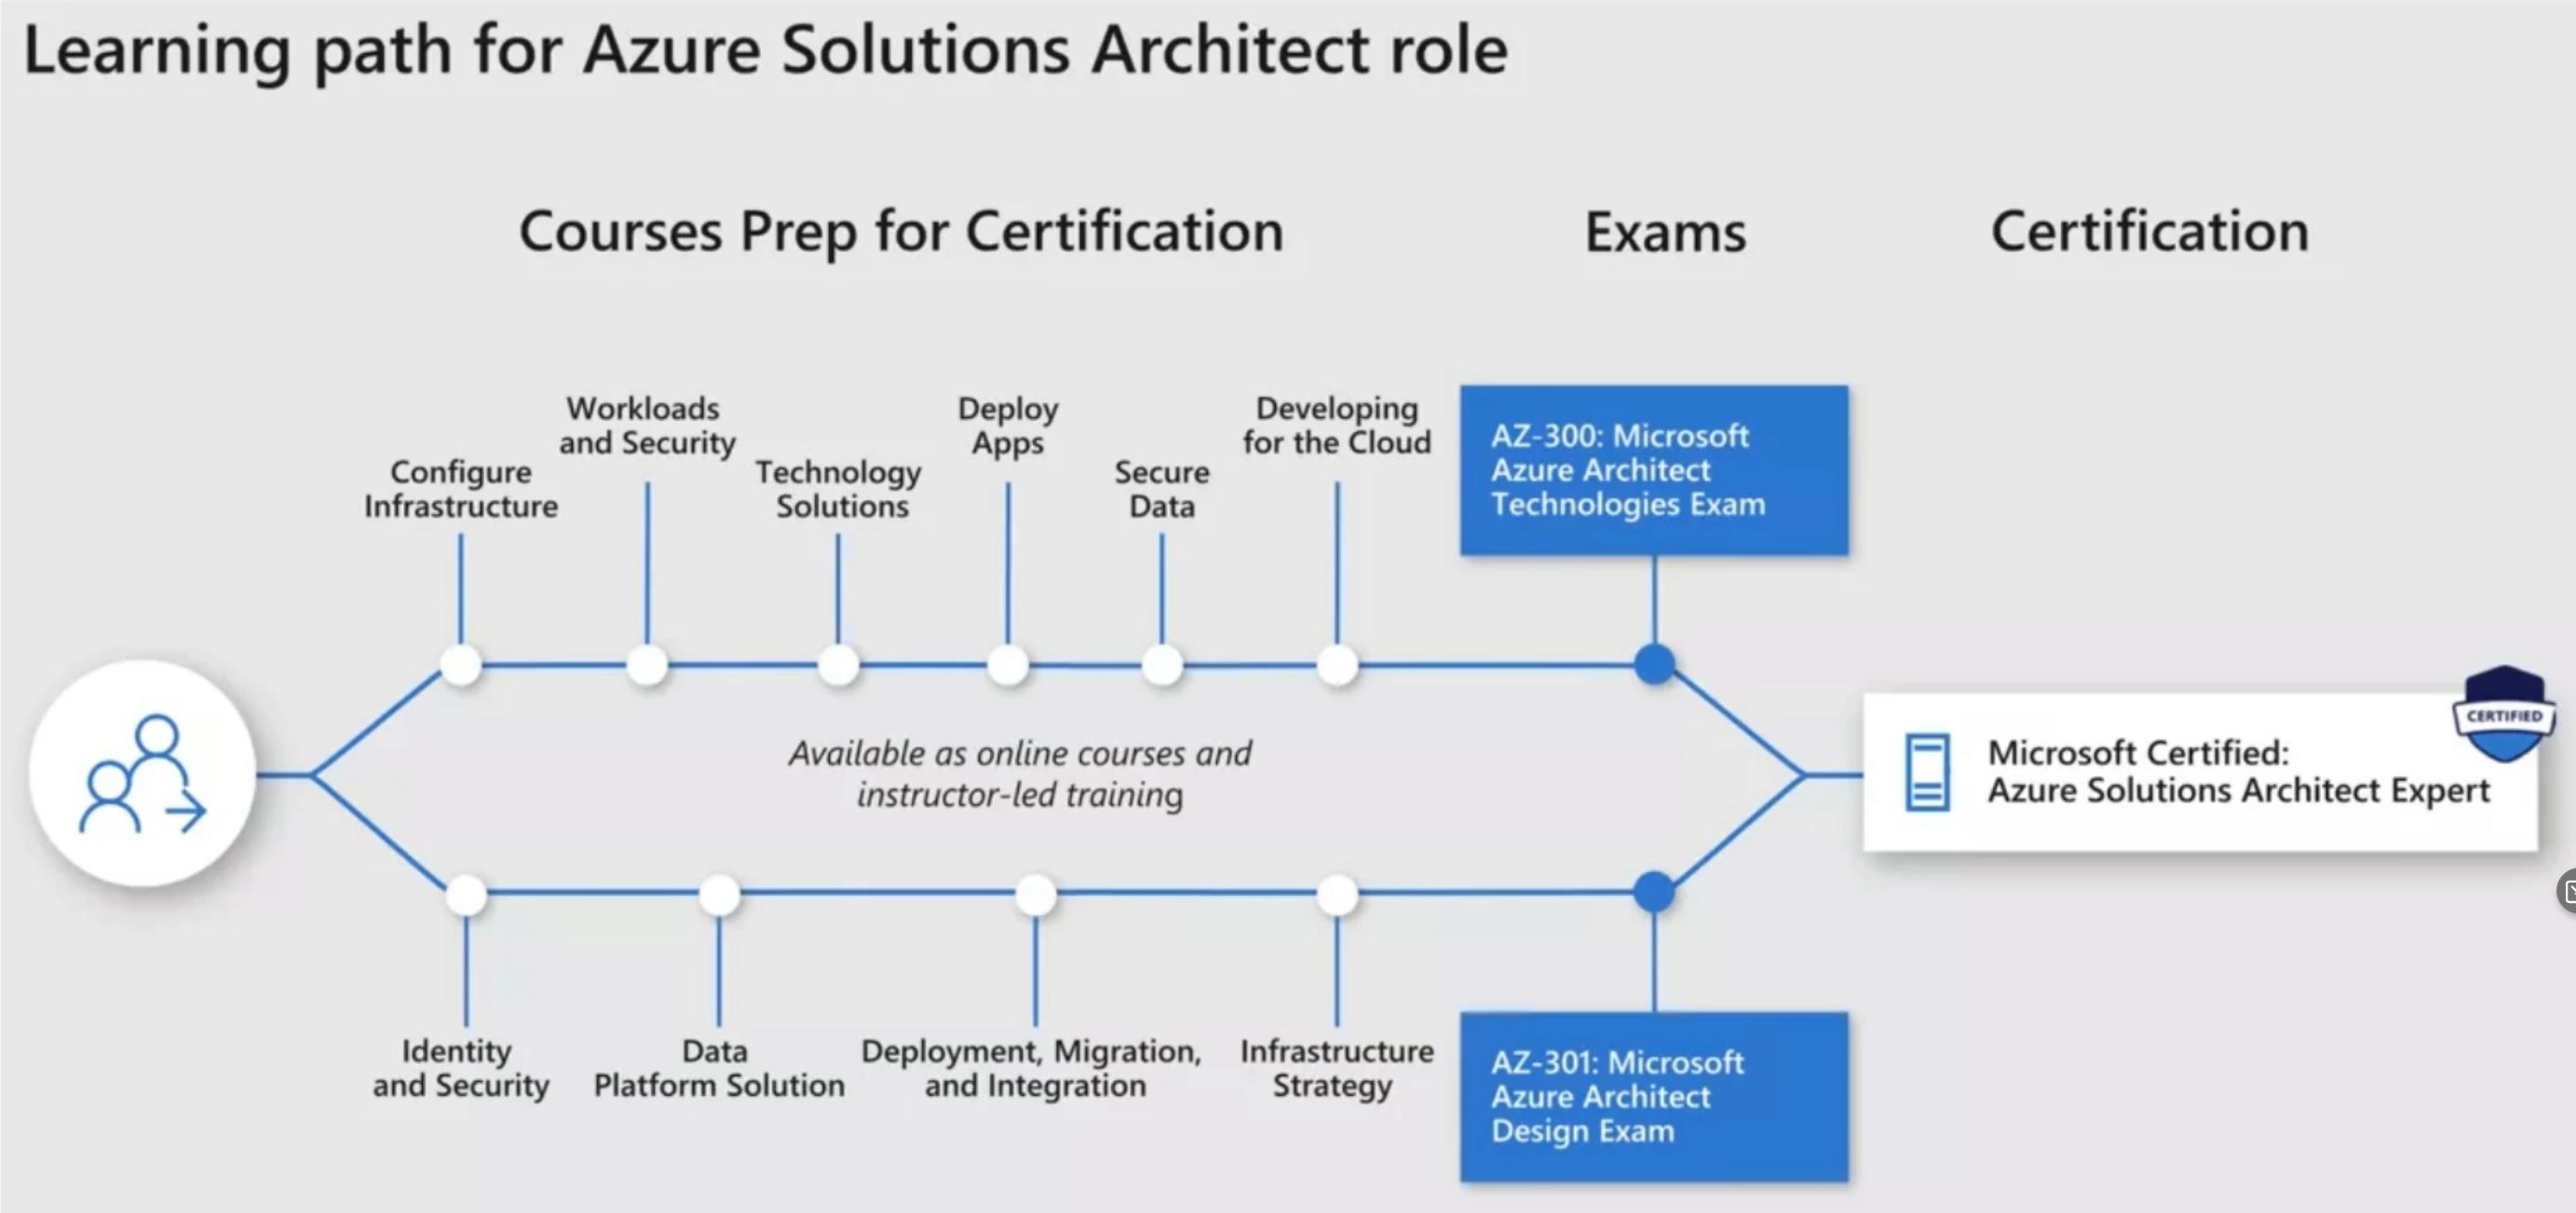 Learning path for Azure Solutions Architect role
Courses Prep for Certification
Exams
Certification
Configure
Infrastructure
Workloads
and Security
Technology
Solutions
Deploy
Apps
Secure
Data
Developing
for the Cloud
AZ-300: Microsoft
Azure Architect
Technologies Exam
Available as online courses and
instructor-led training
CERTIFIED
Microsoft Certified:
Azure Solutions Architect Expert
Identity
and Security
Data
Platform Solution
Deployment, Migration,
and Integration
Infrastructure
Strategy
AZ-301: Microsoft
Azure Architect
Design Exam